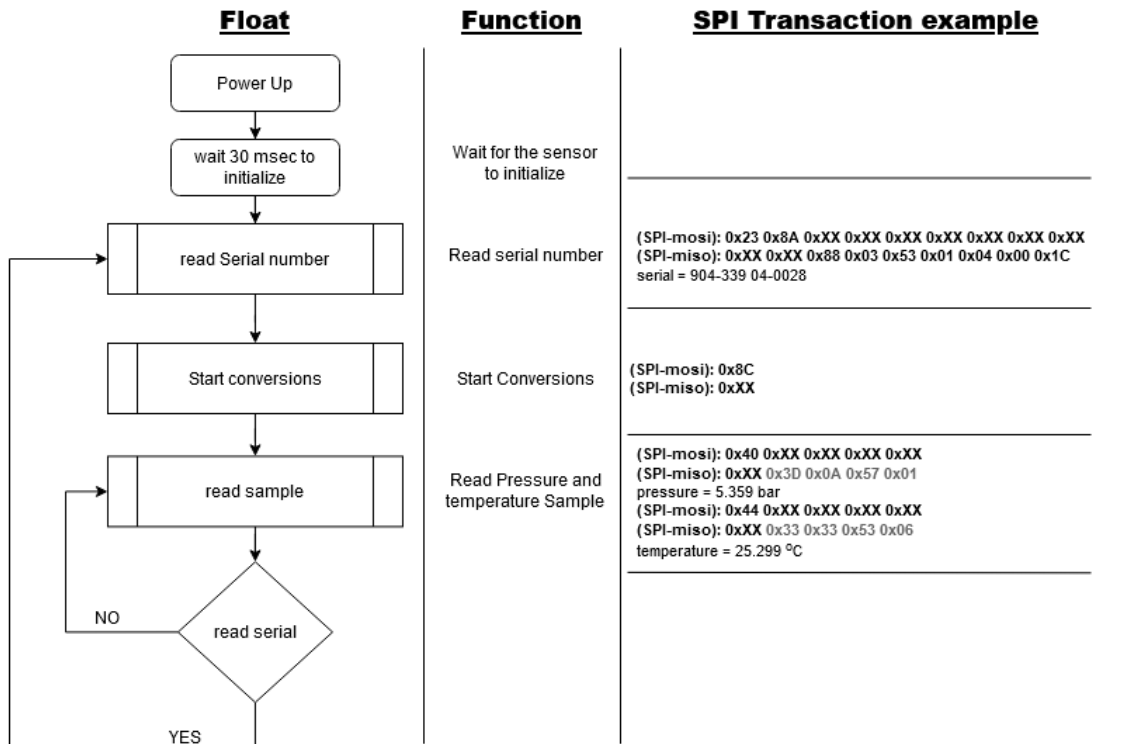 Float
Function
SPI Transaction example
Power Up
wait 30 msec to
initialize
Wait for the sensor
to initialize
read Serial number
Read serial number
(SPI-mosi): 0x23 0x8A 0xXX 0xXX 0xXX 0xXX 0xXX 0xXX 0xXX
(SPI-miso): 0xXX 0xXX 0x88 0x03 0x53 0x01 0x04 0x00 0x1C
serial = 904-339 04-0028
Start conversions
Start Conversions
(SPI-mosi): 0x8C
(SPI-miso): 0xXX
read sample
Read Pressure and
temperature Sample
(SPI-mosi): 0x40 0xXX 0xXX 0xXX 0xXX
(SPI-miso): 0xXX 0x3D 0x0A 0x57 0x01
pressure = 5.359 bar
(SPI-mosi): 0x44 0xXX 0xXX 0xXX 0xXX
(SPI-miso): 0xXX 0x33 0x33 0x53 0x06
temperature = 25.299 ºC
NO
read serial
YES